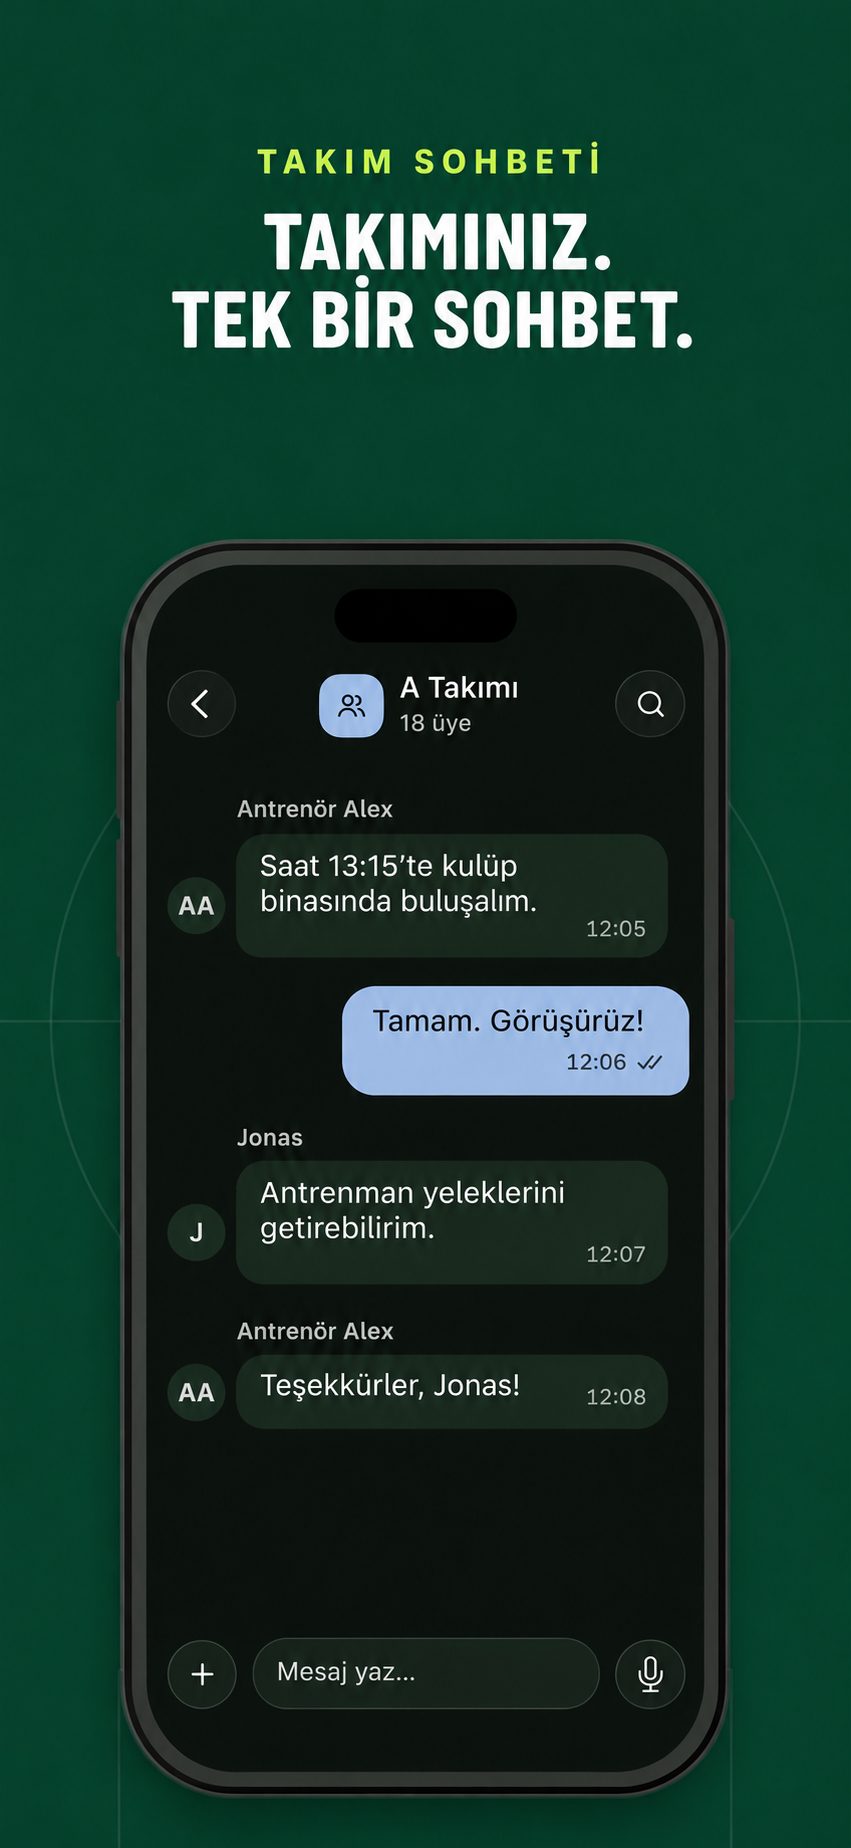 TAKIM SOHBETİ
TAKIMINIZ.
TEK BİR SOHBET.
A Takımı
18 üye
Antrenör Alex
Saat 13:15’te kulüp
binasında buluşalım.
12:05
AA
Tamam. Görüşürüz!
12:06
Jonas
Antrenman yeleklerini
getirebilirim.
12:07
J
Antrenör Alex
Teşekkürler, Jonas!
12:08
AA
Mesaj yaz...